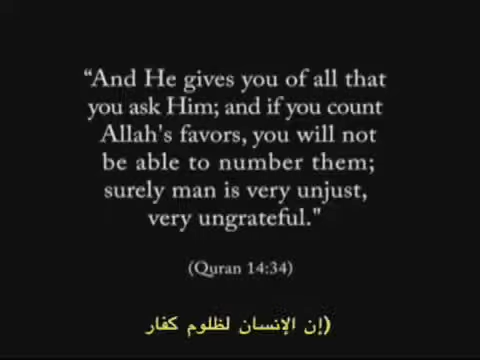 “And He gives you of all that
you ask Him; and if you count
Allah's favors, you will not
be able to number them;
surely man is very unjust,
very ungrateful."
(Quran 14:34)
(إن الإنسان لظلوم كفار